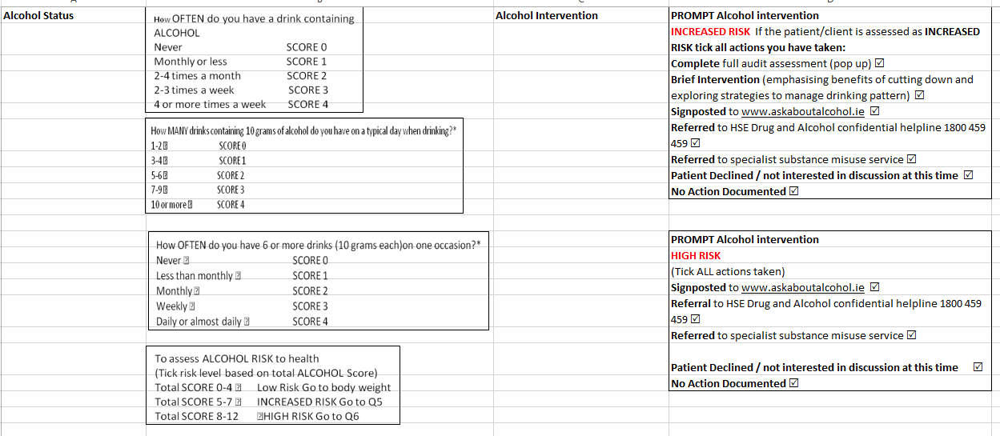 Alcohol Status
How OFTEN do you have a drink containing
ALCOHOL
Never SCORE 0
Monthly or less SCORE 1
2-4 times a month SCORE 2
2-3 times a week SCORE 3
4 or more times a week SCORE 4
How MANY drinks containing 10 grams of alcohol do you have on a typical day when drinking?*
1-2⍰ SCORE 0
3-4⍰ SCORE 1
5-6⍰ SCORE 2
7-9⍰ SCORE 3
10 or more⍰ SCORE 4
How OFTEN do you have 6 or more drinks (10 grams each)on one occasion?*
Never ⍰ SCORE 0
Less than monthly ⍰ SCORE 1
Monthly ⍰ SCORE 2
Weekly ⍰ SCORE 3
Daily or almost daily ⍰ SCORE 4
To assess ALCOHOL RISK to health
(Tick risk level based on total ALCOHOL Score)
Total SCORE 0-4 ⍰ Low Risk Go to body weight
Total SCORE 5-7 ⍰ INCREASED RISK Go to Q5
Total SCORE 8-12 ⍰HIGH RISK Go to Q6
Alcohol Intervention
PROMPT Alcohol intervention
INCREASED RISK If the patient/client is assessed as INCREASED
RISK tick all actions you have taken:
Complete full audit assessment (pop up) ☑
Brief Intervention (emphasising benefits of cutting down and
exploring strategies to manage drinking pattern) ☑
Signposted to www.askaboutalcohol.ie ☑
Referred to HSE Drug and Alcohol confidential helpline 1800 459
459 ☑
Referred to specialist substance misuse service ☑
Patient Declined / not interested in discussion at this time ☑
No Action Documented ☑
PROMPT Alcohol intervention
HIGH RISK
(Tick ALL actions taken)
Signposted to www.askaboutalcohol.ie ☑
Referral to HSE Drug and Alcohol confidential helpline 1800 459
459 ☑
Referred to specialist substance misuse service ☑
Patient Declined / not interested in discussion at this time ☑
No Action Documented ☑